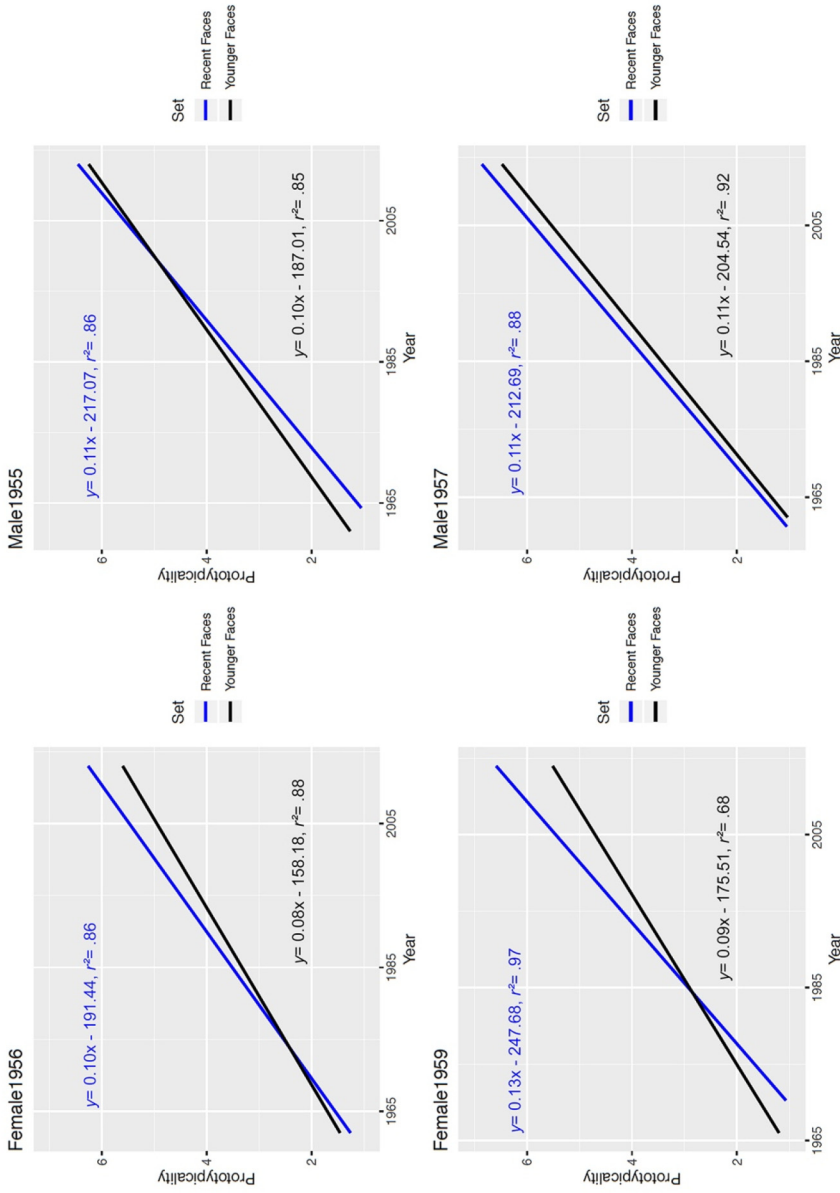 Female1956
y= 0.10x - 191.44, r²= .86
y= 0.08x - 158.18, r²= .88
Prototypicality
6
4
2
1965
1985
2005
Year
Set
Recent Faces
Younger Faces
Male1955
y= 0.11x - 217.07, r²= .86
y= 0.10x - 187.01, r²= .85
Prototypicality
6
4
2
1965
1985
2005
Year
Set
Recent Faces
Younger Faces
Female1959
y= 0.13x - 247.68, r²= .97
y= 0.09x - 175.51, r²= .68
Prototypicality
6
4
2
1965
1985
2005
Year
Set
Recent Faces
Younger Faces
Male1957
y= 0.11x - 212.69, r²= .88
y= 0.11x - 204.54, r²= .92
Prototypicality
6
4
2
1965
1985
2005
Year
Set
Recent Faces
Younger Faces